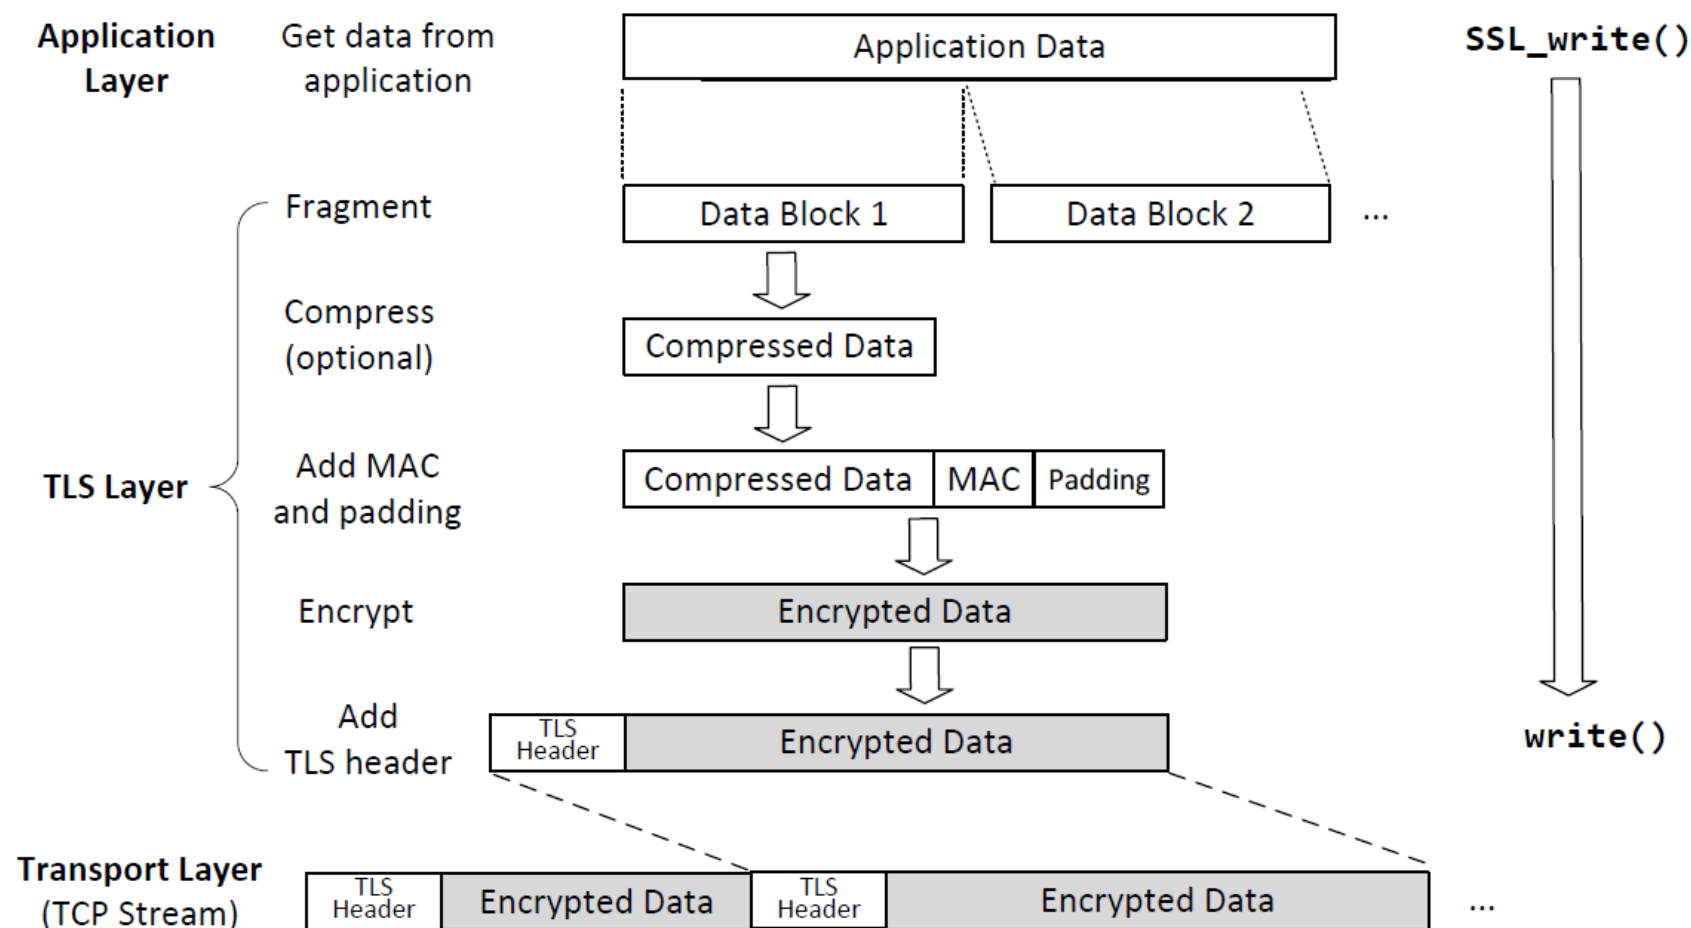 Application Layer
Get data from application
Application Data
SSL_write()
Fragment
Data Block 1
Data Block 2
...
Compress (optional)
Compressed Data
TLS Layer
Add MAC and padding
Compressed Data
MAC
Padding
Encrypt
Encrypted Data
Add TLS header
TLS Header
Encrypted Data
write()
Transport Layer (TCP Stream)
TLS Header
Encrypted Data
TLS Header
Encrypted Data
...